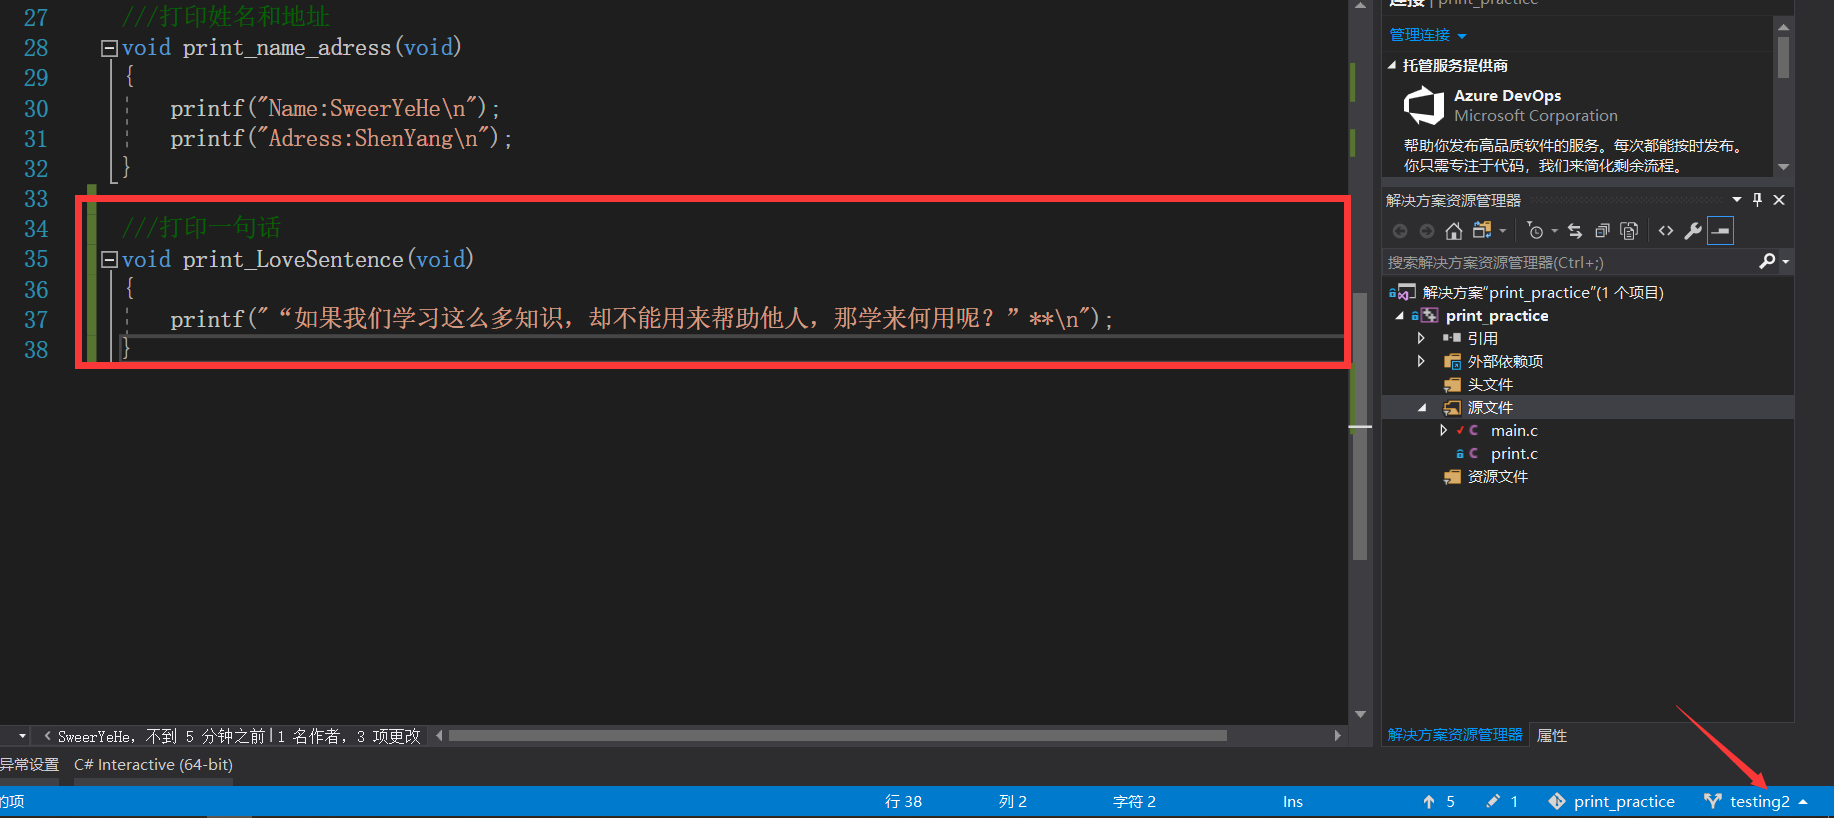 27 ///打印姓名和地址
28 void print_name_adress(void)
29 {
30 printf("Name:SweerYeHe\n");
31 printf("Adress:ShenYang\n");
32 }
33
34 ///打印一句话
35 void print_LoveSentence(void)
36 {
37 printf("“如果我们学习这么多知识，却不能用来帮助他人，那学来何用呢？”**\n");
38 }
SweerYeHe，不到 5 分钟之前|1 名作者，3 项更改
异常设置 C# Interactive (64-bit)
的项 行 38 列 2 字符 2 Ins 5 1 print_practice testing2
连接 | print_practice
管理连接
托管服务提供商
Azure DevOps
Microsoft Corporation
帮助你发布高品质软件的服务。每次都能按时发布。
你只需专注于代码，我们来简化剩余流程。
解决方案资源管理器
搜索解决方案资源管理器(Ctrl+;)
解决方案"print_practice"(1 个项目)
print_practice
引用
外部依赖项
头文件
源文件
main.c
print.c
资源文件
解决方案资源管理器 属性